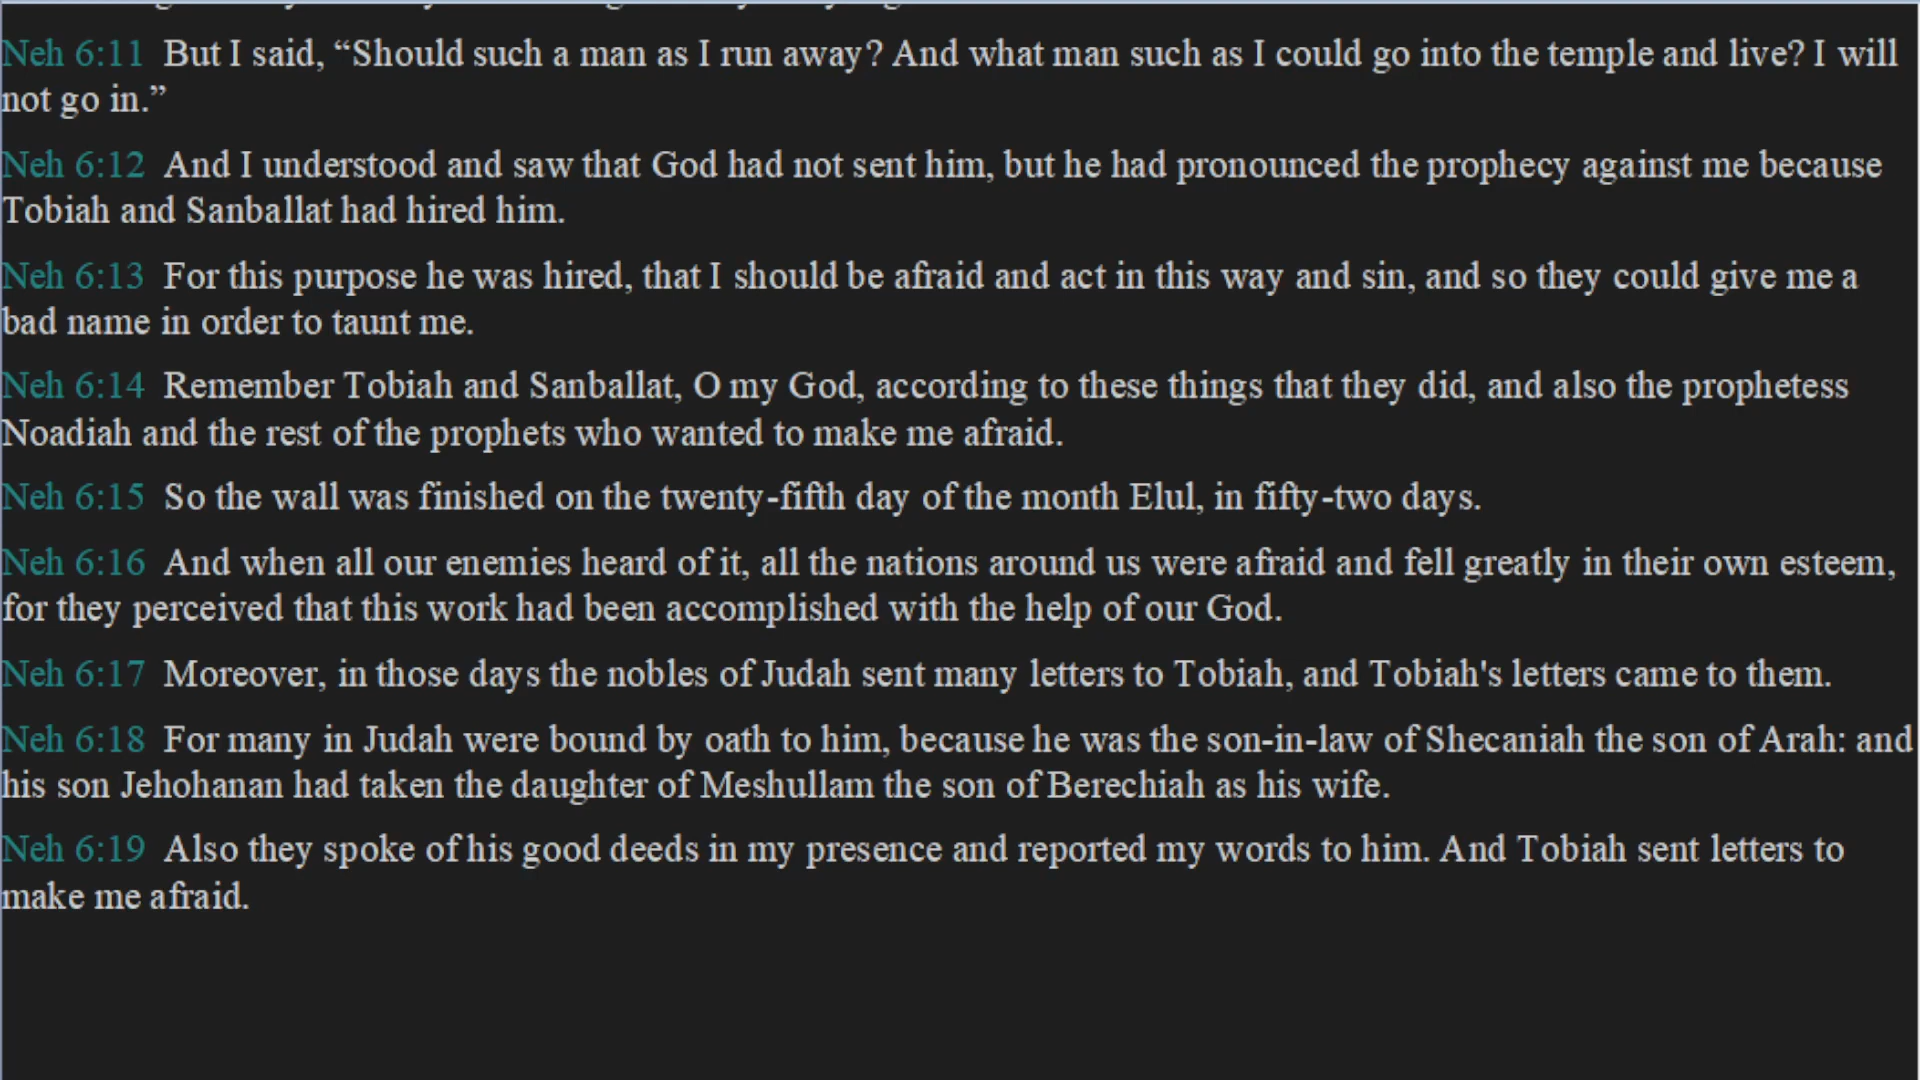 Neh 6:11 But I said, “Should such a man as I run away? And what man such as I could go into the temple and live? I will
not go in.”
Neh 6:12 And I understood and saw that God had not sent him, but he had pronounced the prophecy against me because
Tobiah and Sanballat had hired him.
Neh 6:13 For this purpose he was hired, that I should be afraid and act in this way and sin, and so they could give me a
bad name in order to taunt me.
Neh 6:14 Remember Tobiah and Sanballat, O my God, according to these things that they did, and also the prophetess
Noadiah and the rest of the prophets who wanted to make me afraid.
Neh 6:15 So the wall was finished on the twenty-fifth day of the month Elul, in fifty-two days.
Neh 6:16 And when all our enemies heard of it, all the nations around us were afraid and fell greatly in their own esteem,
for they perceived that this work had been accomplished with the help of our God.
Neh 6:17 Moreover, in those days the nobles of Judah sent many letters to Tobiah, and Tobiah's letters came to them.
Neh 6:18 For many in Judah were bound by oath to him, because he was the son-in-law of Shecaniah the son of Arah: and
his son Jehohanan had taken the daughter of Meshullam the son of Berechiah as his wife.
Neh 6:19 Also they spoke of his good deeds in my presence and reported my words to him. And Tobiah sent letters to
make me afraid.